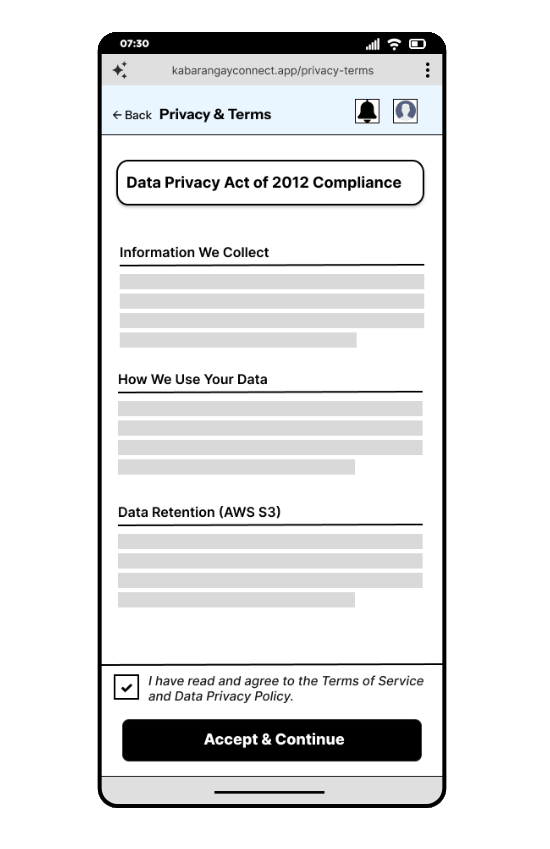 07:30
kabarangayconnect.app/privacy-terms
← Back Privacy & Terms
Data Privacy Act of 2012 Compliance
Information We Collect
How We Use Your Data
Data Retention (AWS S3)
I have read and agree to the Terms of Service
and Data Privacy Policy.
Accept & Continue